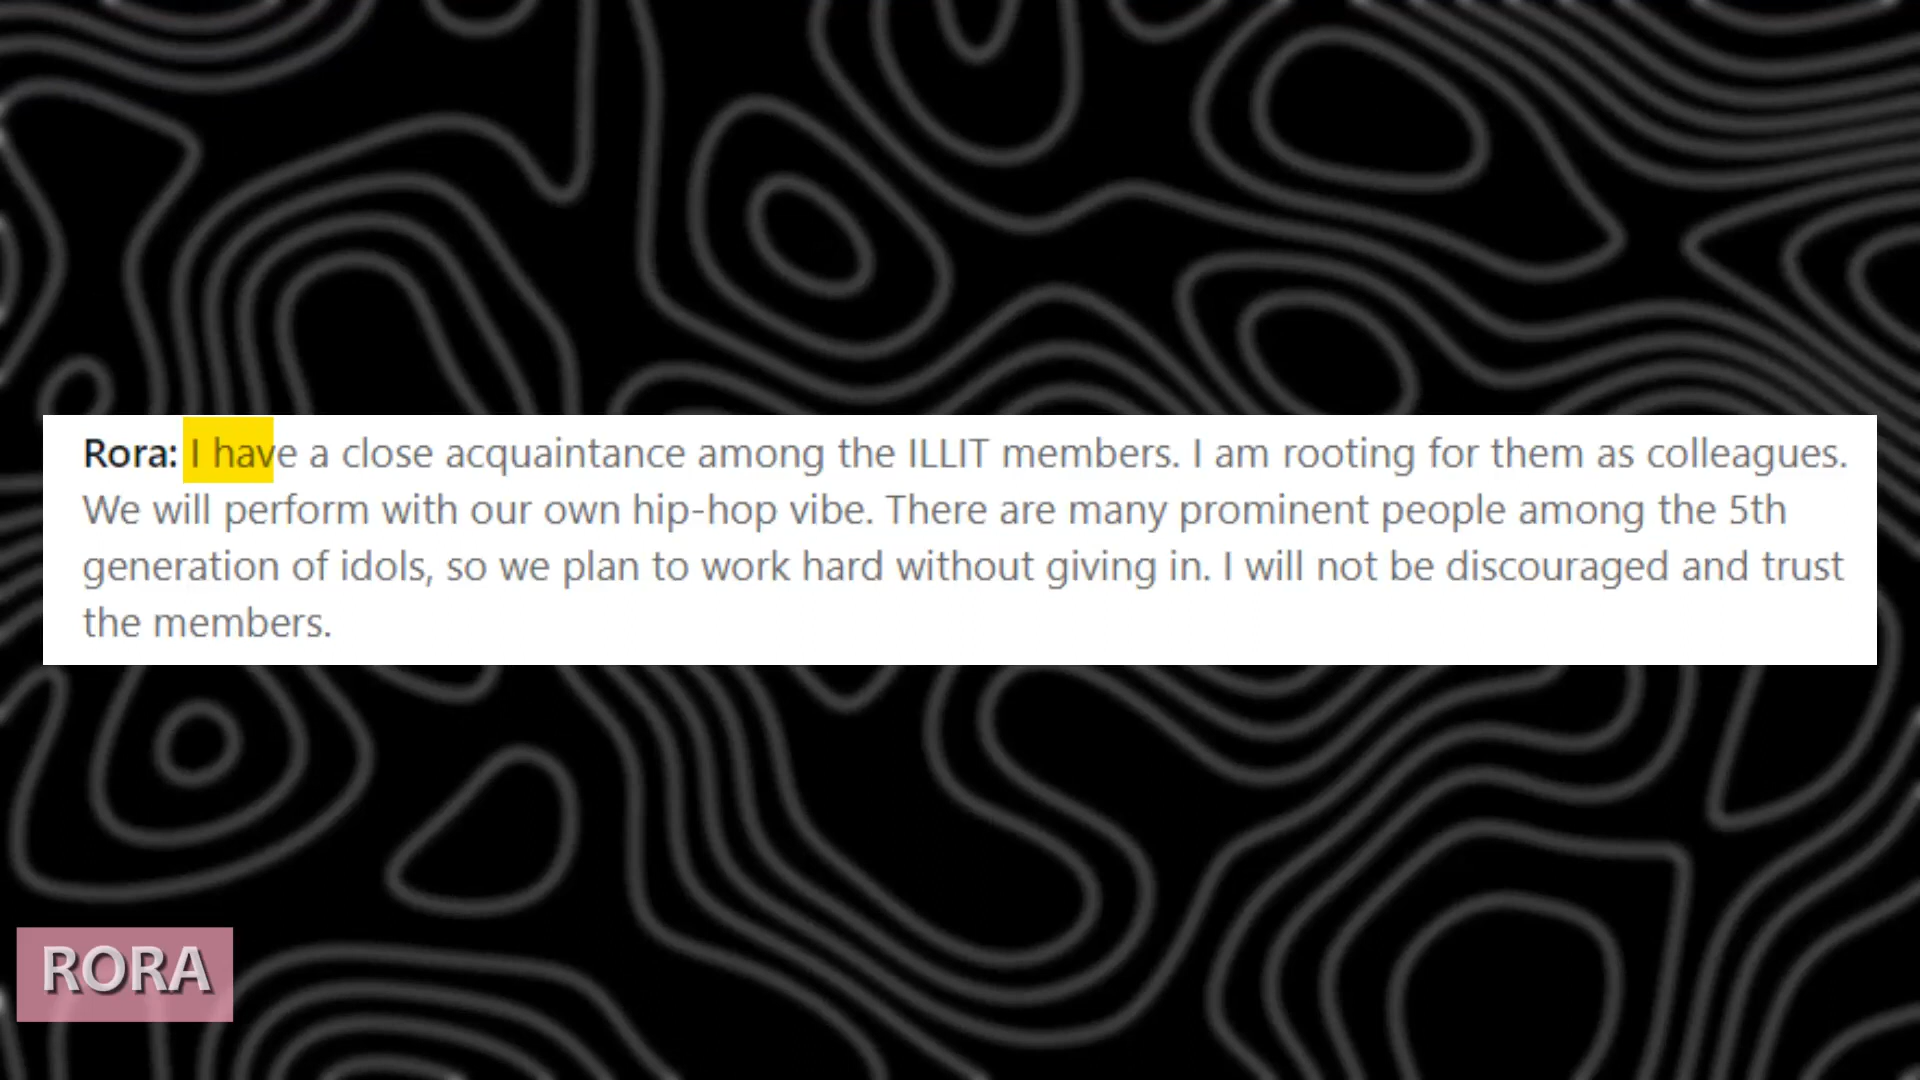 Rora: I have a close acquaintance among the ILLIT members. I am rooting for them as colleagues.
We will perform with our own hip-hop vibe. There are many prominent people among the 5th
generation of idols, so we plan to work hard without giving in. I will not be discouraged and trust
the members.
RORA